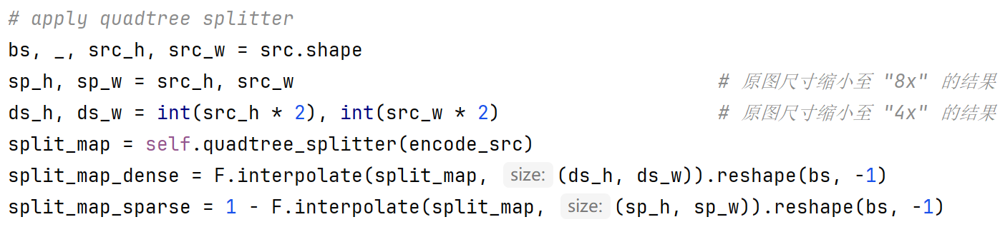 # apply quadtree splitter
bs, _, src_h, src_w = src.shape
sp_h, sp_w = src_h, src_w # 原图尺寸缩小至 "8x" 的结果
ds_h, ds_w = int(src_h * 2), int(src_w * 2) # 原图尺寸缩小至 "4x" 的结果
split_map = self.quadtree_splitter(encode_src)
split_map_dense = F.interpolate(split_map, size: (ds_h, ds_w)).reshape(bs, -1)
split_map_sparse = 1 - F.interpolate(split_map, size: (sp_h, sp_w)).reshape(bs, -1)